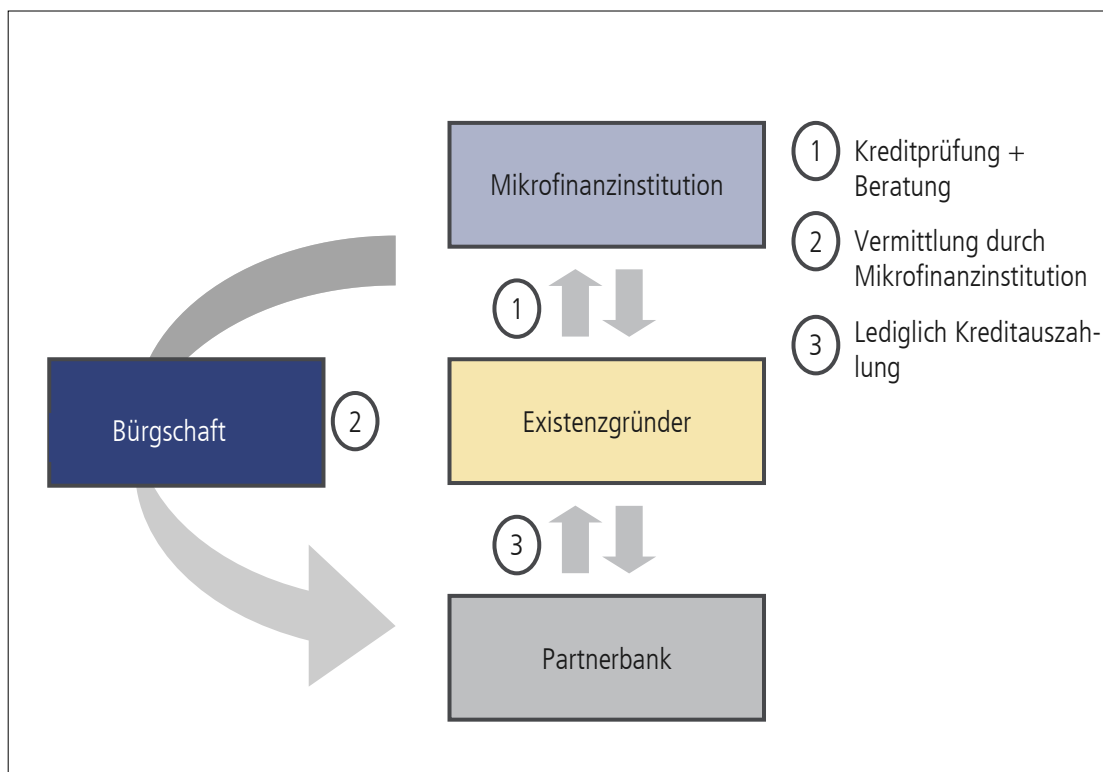 Mikrofinanzinstitution
1 Kreditprüfung +
Beratung
2 Vermittlung durch
Mikrofinanzinstitution
3 Lediglich Kreditauszah-
lung
1
Bürgschaft
2
Existenzgründer
3
Partnerbank